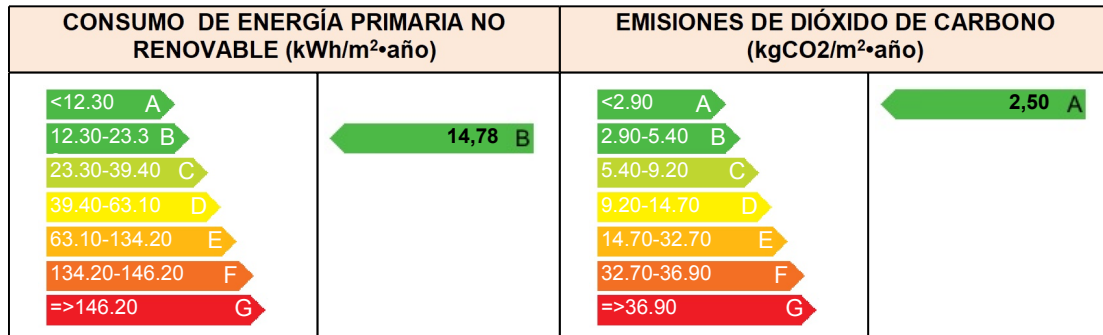 CONSUMO DE ENERGÍA PRIMARIA NO
RENOVABLE (kWh/m²•año)
EMISIONES DE DIÓXIDO DE CARBONO
(kgCO2/m²•año)
<12.30 A
12.30-23.3 B
23.30-39.40 C
39.40-63.10 D
63.10-134.20 E
134.20-146.20 F
=>146.20 G
14,78 B
<2.90 A
2.90-5.40 B
5.40-9.20 C
9.20-14.70 D
14.70-32.70 E
32.70-36.90 F
=>36.90 G
2,50 A